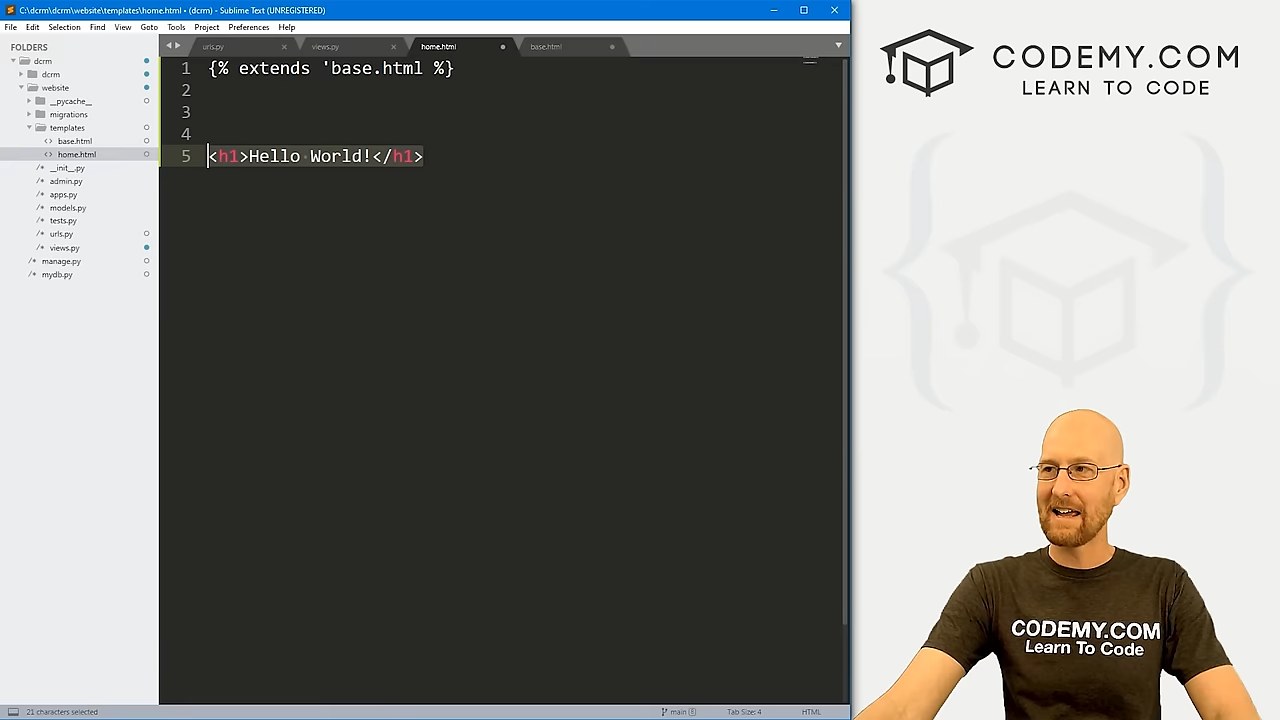 C:\dcrm\dcrm\website\templates\home.html • (dcrm) - Sublime Text (UNREGISTERED)
File Edit Selection Find View Goto Tools Project Preferences Help
FOLDERS
dcrm
dcrm
website
__pycache__
migrations
templates
base.html
home.html
__init__.py
admin.py
apps.py
models.py
tests.py
urls.py
views.py
manage.py
mydb.py
urls.py views.py home.html base.html
1 {% extends 'base.html %}
2
3
4
5 <h1>Hello World!</h1>
21 characters selected
main 8 Tab Size: 4 HTML
CODEMY.COM
LEARN TO CODE
CODEMY.COM
Learn To Code